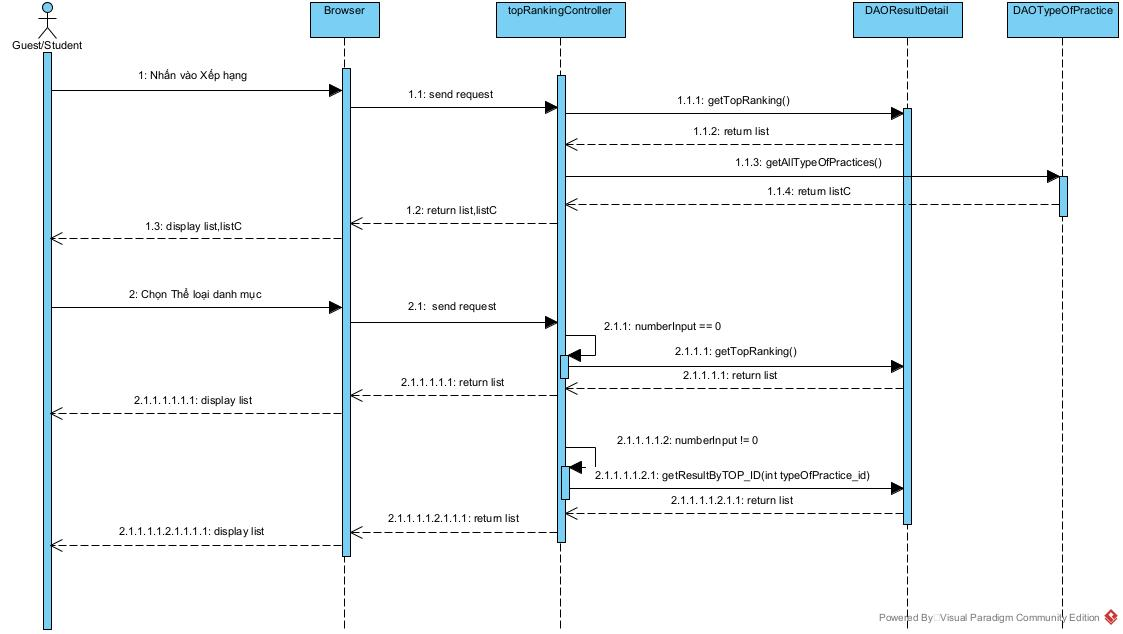 Browser
topRankingController
DAOResultDetail
DAOTypeOfPractice
Guest/Student
1: Nhấn vào Xếp hạng
1.1: send request
1.1.1: getTopRanking()
1.1.2: return list
1.1.3: getAllTypeOfPractices()
1.1.4: return listC
1.2: return list,listC
1.3: display list,listC
2: Chọn Thể loại danh mục
2.1: send request
2.1.1: numberInput == 0
2.1.1.1: getTopRanking()
2.1.1.1.1: return list
2.1.1.1.1.1: return list
2.1.1.1.1.1.1: display list
2.1.1.1.1.2: numberInput != 0
2.1.1.1.1.2.1: getResultByTOP_ID(int typeOfPractice_id)
2.1.1.1.1.2.1.1: return list
2.1.1.1.1.2.1.1.1: return list
2.1.1.1.1.2.1.1.1.1: display list
Powered By Visual Paradigm Community Edition